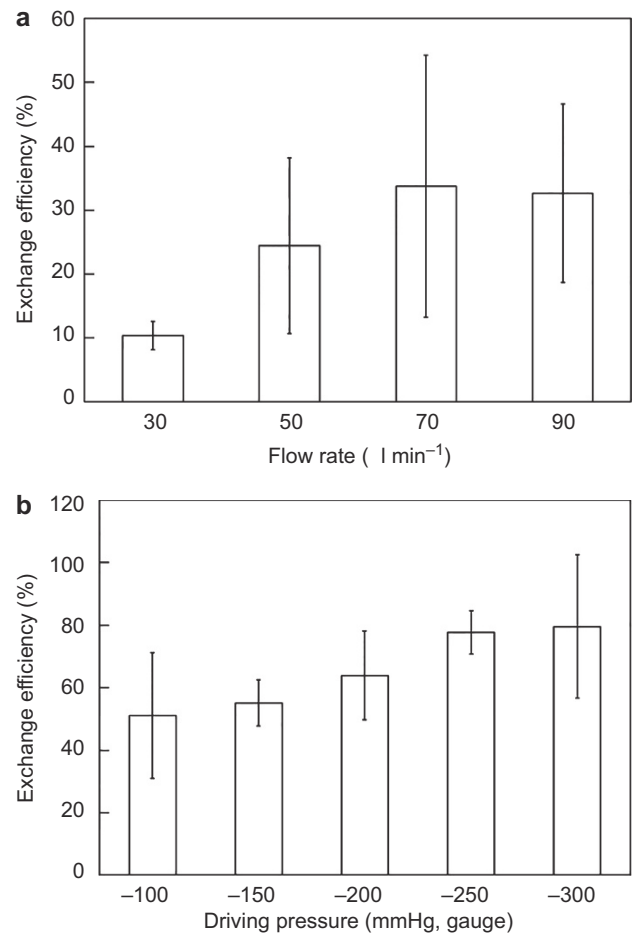 a
60
50
40
30
20
10
0
Exchange efficiency (%)
30 50 70 90
Flow rate ( l min⁻¹)
b
120
100
80
60
40
20
0
Exchange efficiency (%)
–100 –150 –200 –250 –300
Driving pressure (mmHg, gauge)